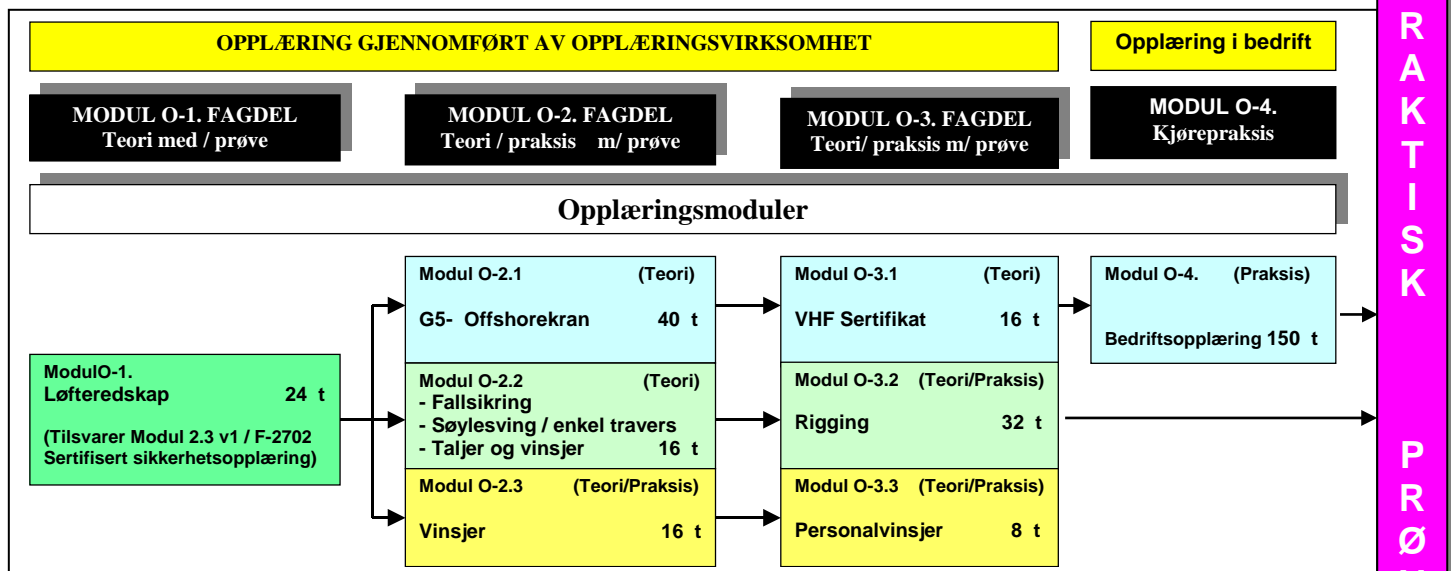 OPPLÆRING GJENNOMFØRT AV OPPLÆRINGSVIRKSOMHET
Opplæring i bedrift
MODUL O-1. FAGDEL
Teori med / prøve
MODUL O-2. FAGDEL
Teori / praksis m/ prøve
MODUL O-3. FAGDEL
Teori/ praksis m/ prøve
MODUL O-4.
Kjørepraksis
Opplæringsmoduler
ModulO-1.
Løfteredskap 24 t
(Tilsvarer Modul 2.3 v1 / F-2702
Sertifisert sikkerhetsopplæring)
Modul O-2.1 (Teori)
G5- Offshorekran 40 t
Modul O-2.2 (Teori)
- Fallsikring
- Søylesving / enkel travers
- Taljer og vinsjer 16 t
Modul O-2.3 (Teori/Praksis)
Vinsjer 16 t
Modul O-3.1 (Teori)
VHF Sertifikat 16 t
Modul O-3.2 (Teori/Praksis)
Rigging 32 t
Modul O-3.3 (Teori/Praksis)
Personalvinsjer 8 t
Modul O-4. (Praksis)
Bedriftsopplæring 150 t
R
A
K
T
I
S
K
P
R
Ø